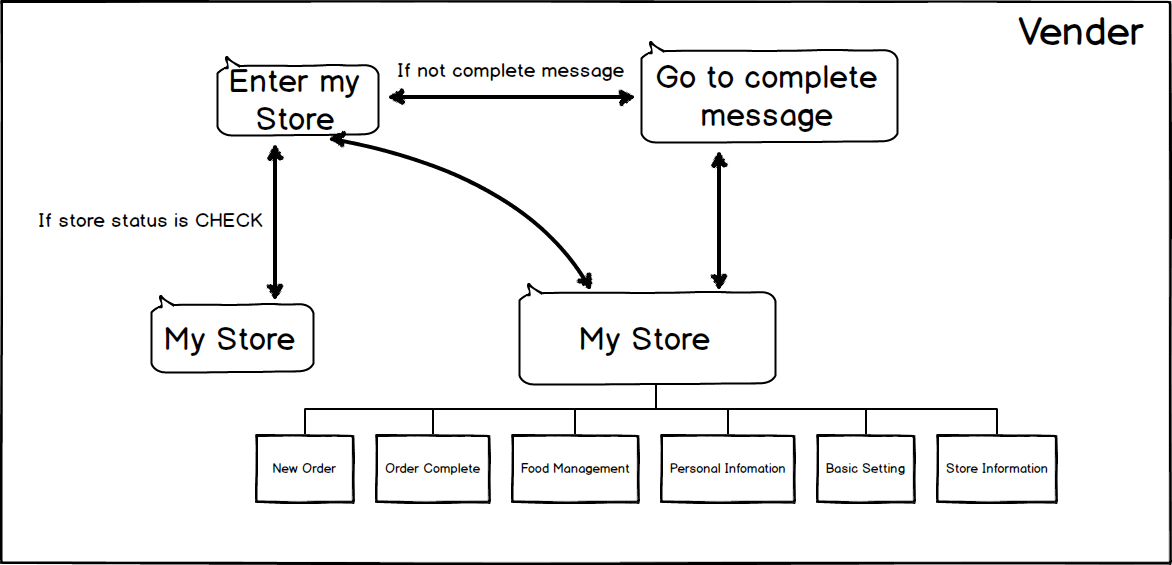 Vender
If not complete message
Enter my
Store
Go to complete
message
If store status is CHECK
My Store
My Store
New Order
Order Complete
Food Management
Personal Infomation
Basic Setting
Store Information